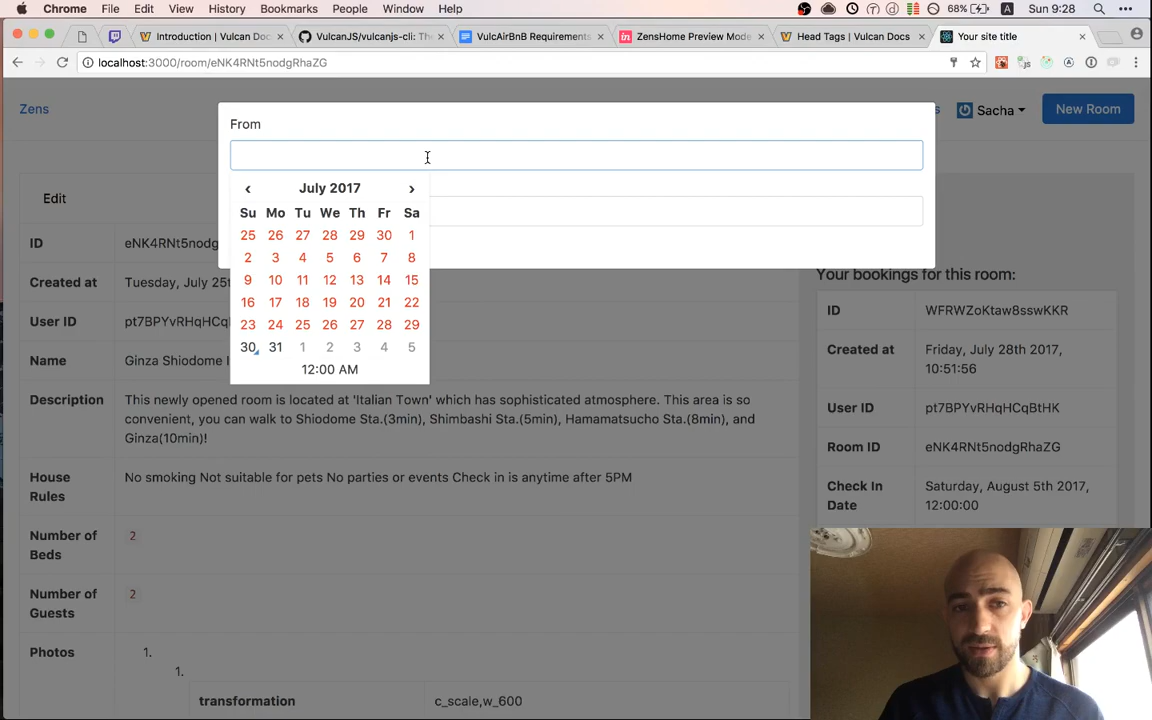 Chrome File Edit View History Bookmarks People Window Help 68% A Sun 9:28
Introduction | Vulcan Doc × VulcanJS/vulcanjs-cli: The × VulcAirBnB Requirements × ZensHome Preview Mode × Head Tags | Vulcan Docs × Your site title ×
localhost:3000/room/eNK4RNt5nodgRhaZG
Zens
s Sacha New Room
From
‹ July 2017 ›
Su Mo Tu We Th Fr Sa
25 26 27 28 29 30 1
2 3 4 5 6 7 8
9 10 11 12 13 14 15
16 17 18 19 20 21 22
23 24 25 26 27 28 29
30 31 1 2 3 4 5
12:00 AM
Edit
ID eNK4RNt5nodg
Created at Tuesday, July 25t
User ID pt7BPYvRHqHCql
Name Ginza Shiodome I
Description This newly opened room is located at 'Italian Town' which has sophisticated atmosphere. This area is so
convenient, you can walk to Shiodome Sta.(3min), Shimbashi Sta.(5min), Hamamatsucho Sta.(8min), and
Ginza(10min)!
House
Rules
No smoking Not suitable for pets No parties or events Check in is anytime after 5PM
Number of
Beds
2
Number of
Guests
2
Photos 1.
1.
transformation c_scale,w_600
Your bookings for this room:
ID WFRWZoKtaw8sswKKR
Created at Friday, July 28th 2017,
10:51:56
User ID pt7BPYvRHqHCqBtHK
Room ID eNK4RNt5nodgRhaZG
Check In
Date
Saturday, August 5th 2017,
12:00:00